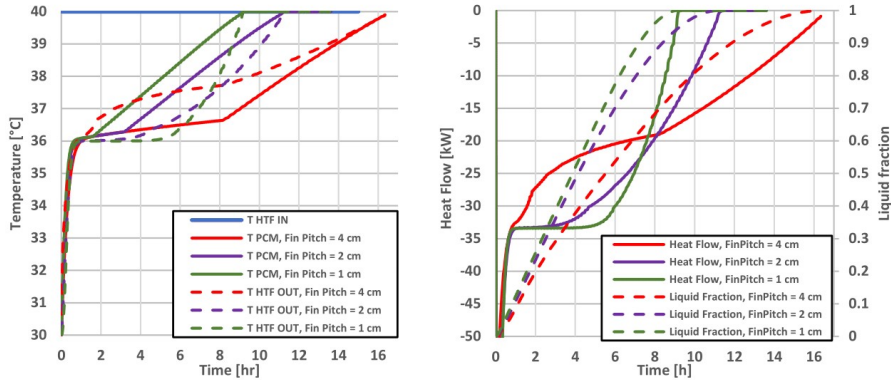 40
39
38
37
36
35
34
33
32
31
30
Temperature [°C]
T HTF IN
T PCM, Fin Pitch = 4 cm
T PCM, Fin Pitch = 2 cm
T PCM, Fin Pitch = 1 cm
T HTF OUT, Fin Pitch = 4 cm
T HTF OUT, Fin Pitch = 2 cm
T HTF OUT, Fin Pitch = 1 cm
0 2 4 6 8 10 12 14 16
Time [hr]
0
-5
-10
-15
-20
-25
-30
-35
-40
-45
-50
Heat Flow [kW]
Heat Flow, FinPitch = 4 cm
Heat Flow, FinPitch = 2 cm
Heat Flow, FinPitch = 1 cm
Liquid Fraction, FinPitch = 4 cm
Liquid Fraction, FinPitch = 2 cm
Liquid Fraction, FinPitch = 1 cm
1
0.9
0.8
0.7
0.6
0.5
0.4
0.3
0.2
0.1
0
Liquid fraction
0 2 4 6 8 10 12 14 16
Time [h]